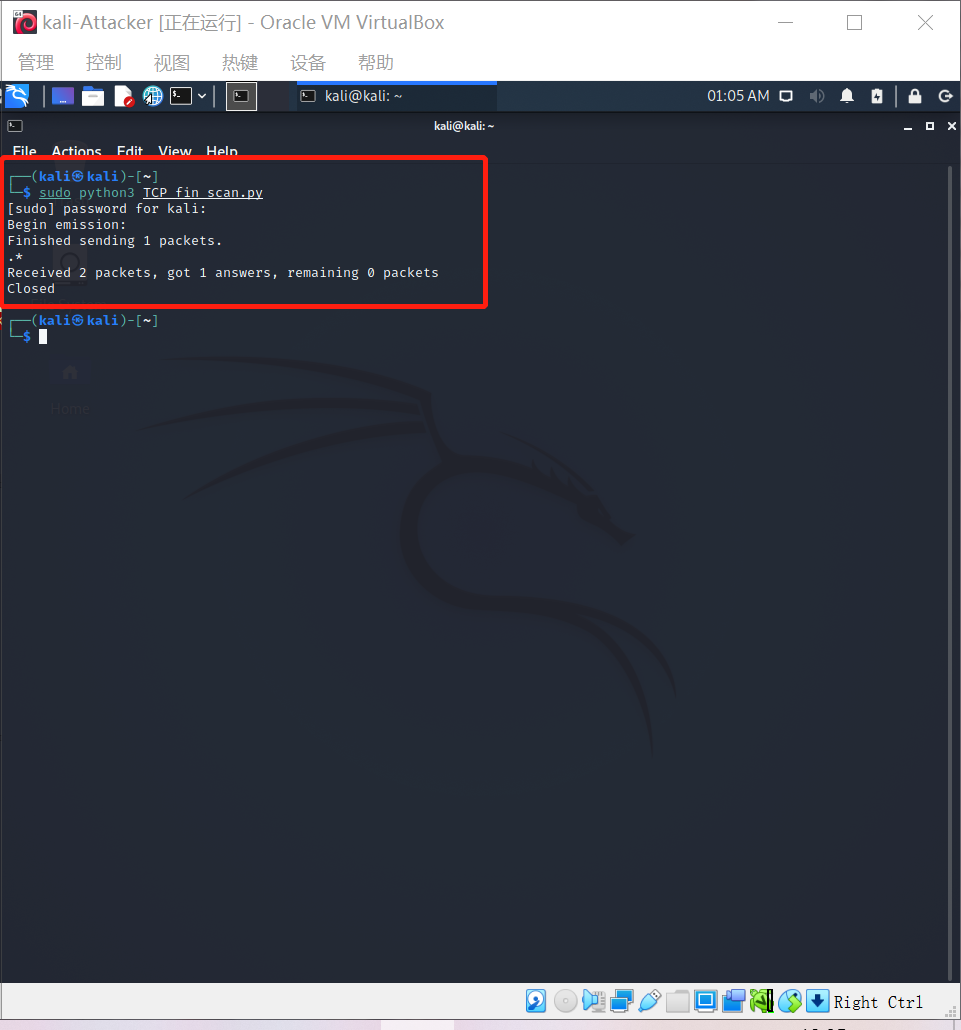 kali-Attacker [正在运行] - Oracle VM VirtualBox
管理 控制 视图 热键 设备 帮助
kali@kali: ~ 01:05 AM
kali@kali: ~
File Actions Edit View Help
┌──(kali㉿kali)-[~]
└─$ sudo python3 TCP_fin_scan.py
[sudo] password for kali:
Begin emission:
Finished sending 1 packets.
.*
Received 2 packets, got 1 answers, remaining 0 packets
Closed
┌──(kali㉿kali)-[~]
└─$
Home
Right Ctrl